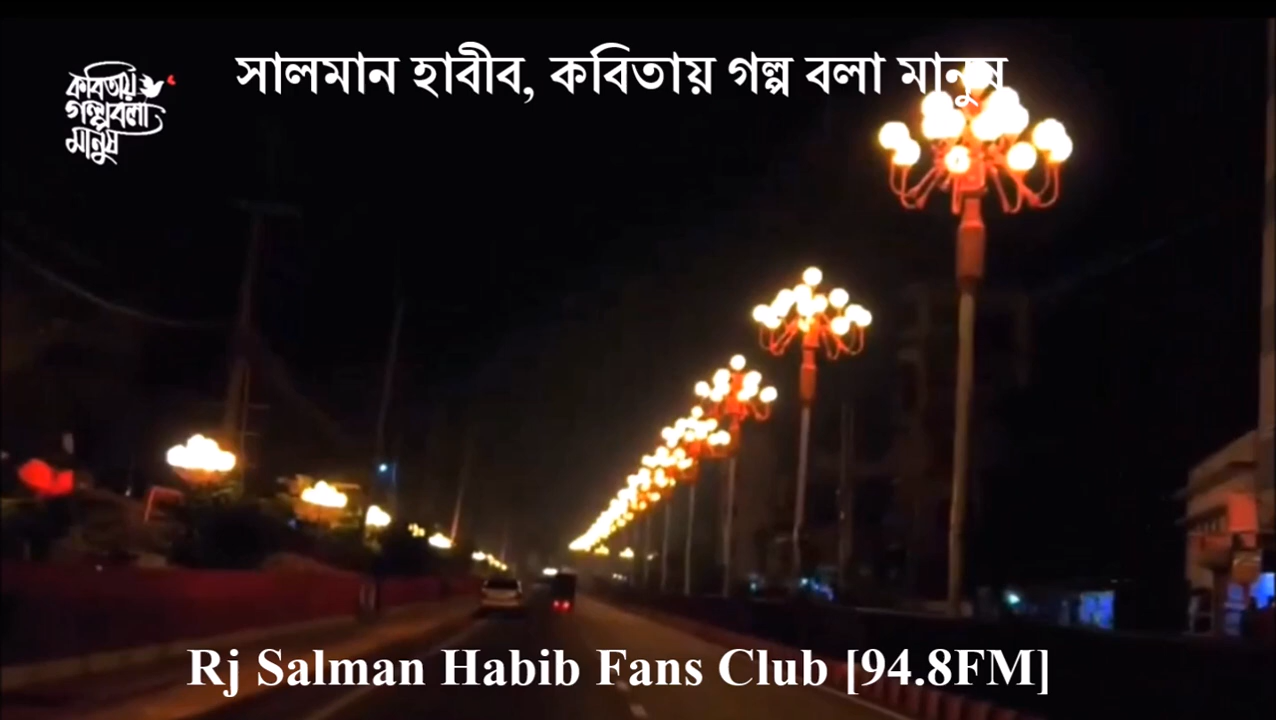 সালমান হাবীব, কবিতায় গল্প বলা মানুষ
কবিতায়
গল্পবলা
মানুষ
Rj Salman Habib Fans Club [94.8FM]